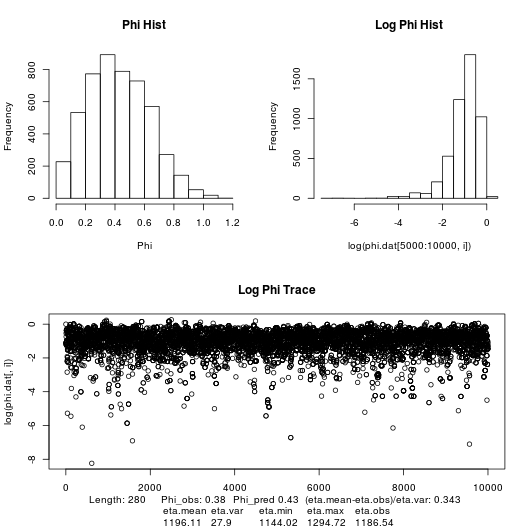 Phi Hist
Log Phi Hist
Frequency
0 200 400 600 800
0.0 0.2 0.4 0.6 0.8 1.0 1.2
Phi
Frequency
0 500 1000 1500
-6 -4 -2 0
log(phi.dat[5000:10000, i])
Log Phi Trace
log(phi.dat[, i])
0 -2 -4 -6 -8
0 2000 4000 6000 8000 10000
Length: 280 Phi_obs: 0.38 Phi_pred 0.43 (eta.mean-eta.obs)/eta.var: 0.343
eta.mean eta.var eta.min eta.max eta.obs
1196.11 27.9 1144.02 1294.72 1186.54